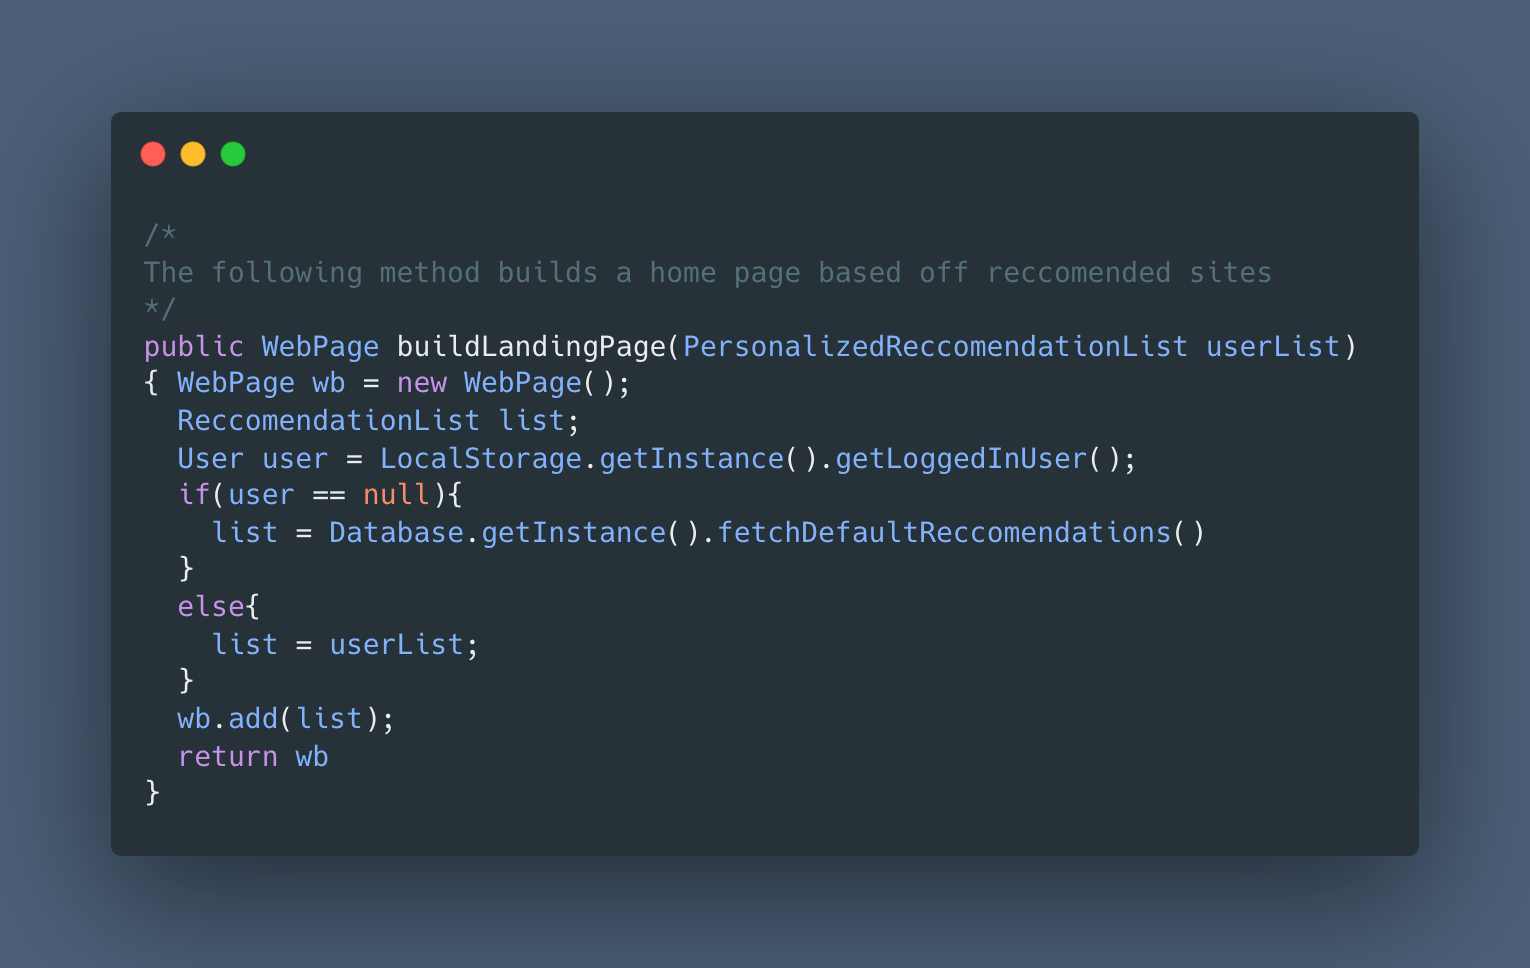 /*
The following method builds a home page based off reccomended sites
*/
public WebPage buildLandingPage(PersonalizedReccomendationList userList)
{ WebPage wb = new WebPage();
  ReccomendationList list;
  User user = LocalStorage.getInstance().getLoggedInUser();
  if(user == null){
    list = Database.getInstance().fetchDefaultReccomendations()
  }
  else{
    list = userList;
  }
  wb.add(list);
  return wb
}